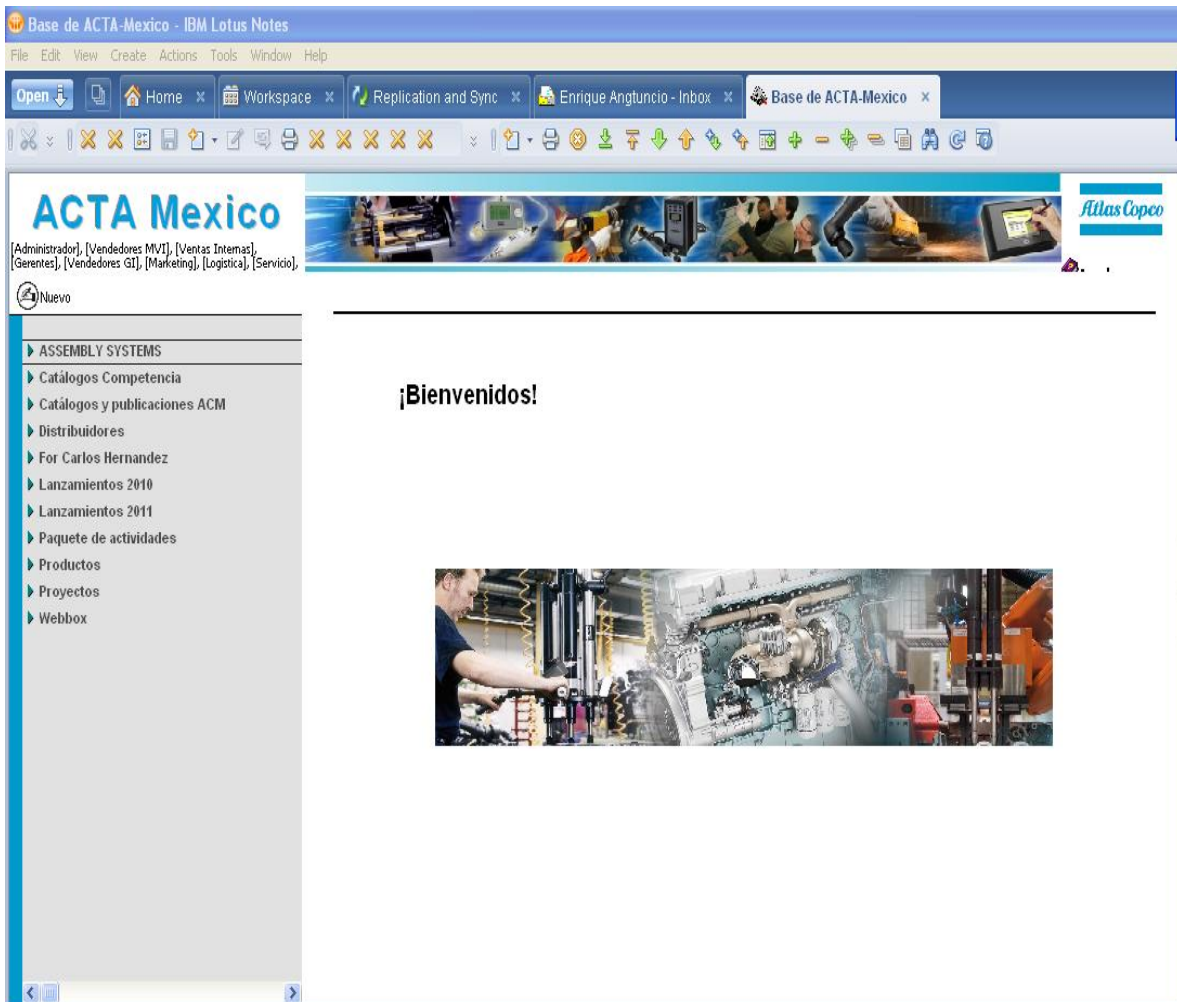 Base de ACTA-Mexico - IBM Lotus Notes
File Edit View Create Actions Tools Window Help
Open Home Workspace Replication and Sync Enrique Angtuncio - Inbox Base de ACTA-Mexico
ACTA Mexico
Atlas Copco
[Administrador], [Vendedores MVI], [Ventas Internas],
[Gerentes], [Vendedores GI], [Marketing], [Logistica], [Servicio],
Nuevo
ASSEMBLY SYSTEMS
Catálogos Competencia
Catálogos y publicaciones ACM
Distribuidores
For Carlos Hernandez
Lanzamientos 2010
Lanzamientos 2011
Paquete de actividades
Productos
Proyectos
Webbox
¡Bienvenidos!